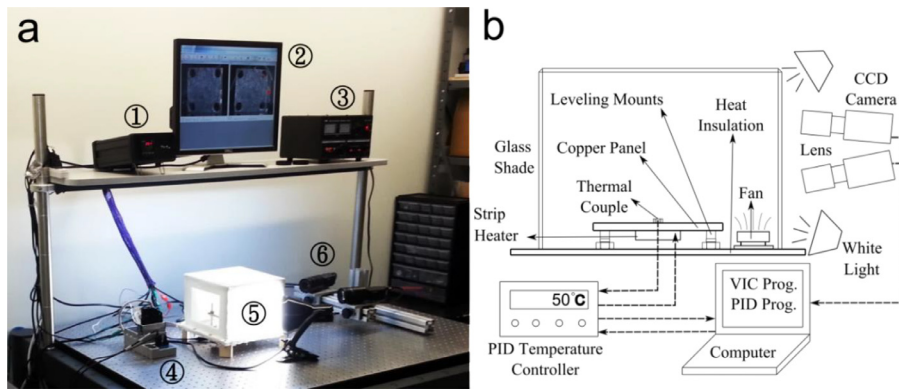 a
①
②
③
④
⑤
⑥
b
Leveling Mounts
Heat
Insulation
CCD
Camera
Glass
Shade
Copper Panel
Lens
Thermal
Couple
Fan
Strip
Heater
White
Light
50°C
VIC Prog.
PID Prog.
PID Temperature
Controller
Computer